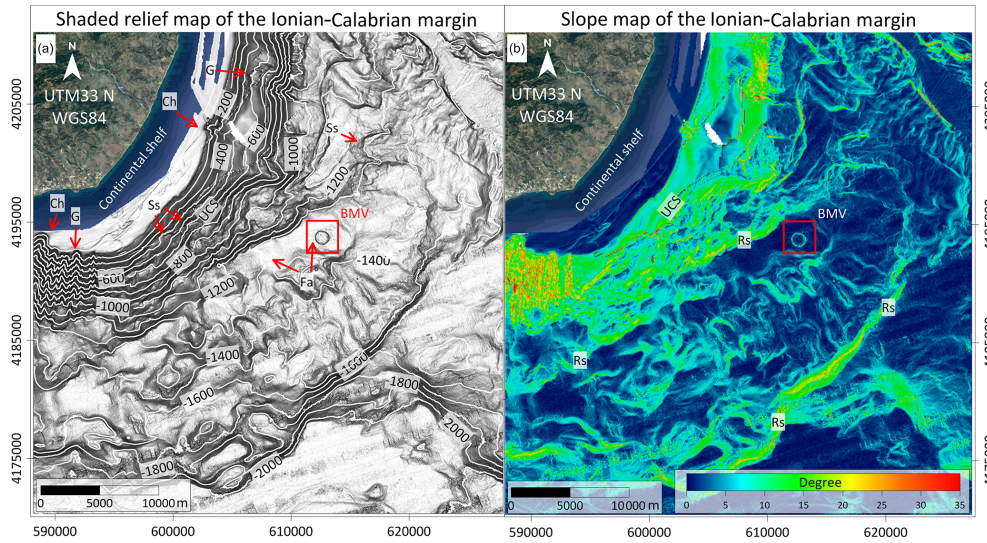 Shaded relief map of the Ionian-Calabrian margin
(a)
N
UTM33 N
WGS84
Continental shelf
G
Ch
-200
-400
-600
-1000
Ss
-1200
Ch
G
Ss
UCS
-800
BMV
-1400
Fa
-600
-1000
-1200
-1400
-1600
-1600
1800
2000
-1800
-2000
0
5000
10000 m
4205000
4195000
4185000
4175000
590000
600000
610000
620000
Slope map of the Ionian-Calabrian margin
(b)
N
UTM33 N
WGS84
Continental shelf
UCS
BMV
Rs
Rs
Rs
Rs
Degree
0
5
10
15
20
25
30
35
0
5000
10000 m
590000
600000
610000
620000